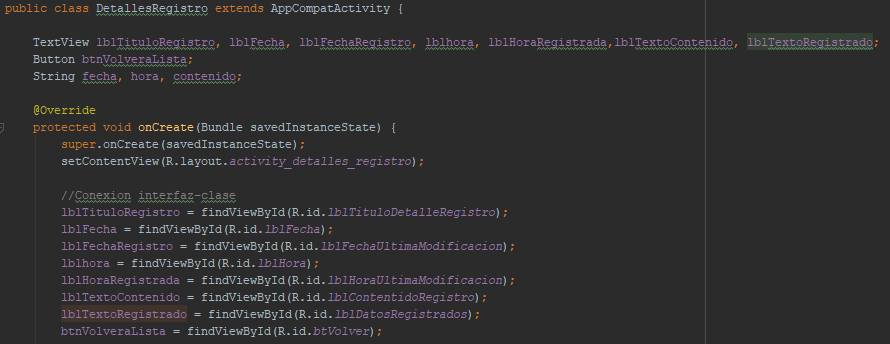 public class DetallesRegistro extends AppCompatActivity {
TextView lblTituloRegistro, lblFecha, lblFechaRegistro, lblhora, lblHoraRegistrada,lblTextoContenido, lblTextoRegistrado;
Button btnVolveraLista;
String fecha, hora, contenido;
@Override
protected void onCreate(Bundle savedInstanceState) {
super.onCreate(savedInstanceState);
setContentView(R.layout.activity_detalles_registro);
//Conexion interfaz-clase
lblTituloRegistro = findViewById(R.id.lblTituloDetalleRegistro);
lblFecha = findViewById(R.id.lblFecha);
lblFechaRegistro = findViewById(R.id.lblFechaUltimaModificacion);
lblhora = findViewById(R.id.lblHora);
lblHoraRegistrada = findViewById(R.id.lblHoraUltimaModificacion);
lblTextoContenido = findViewById(R.id.lblContentidoRegistro);
lblTextoRegistrado = findViewById(R.id.lblDatosRegistrados);
btnVolveraLista = findViewById(R.id.btVolver);